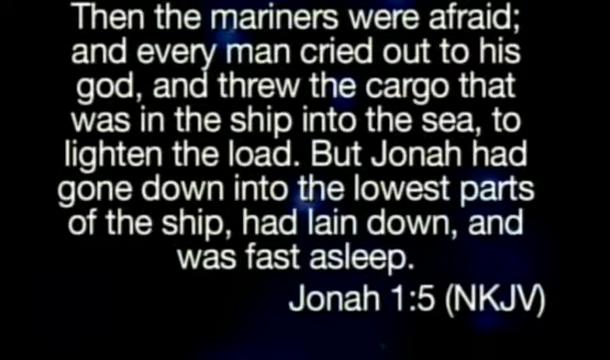 Then the mariners were afraid;
and every man cried out to his
god, and threw the cargo that
was in the ship into the sea, to
lighten the load. But Jonah had
gone down into the lowest parts
of the ship, had lain down, and
was fast asleep.
Jonah 1:5 (NKJV)